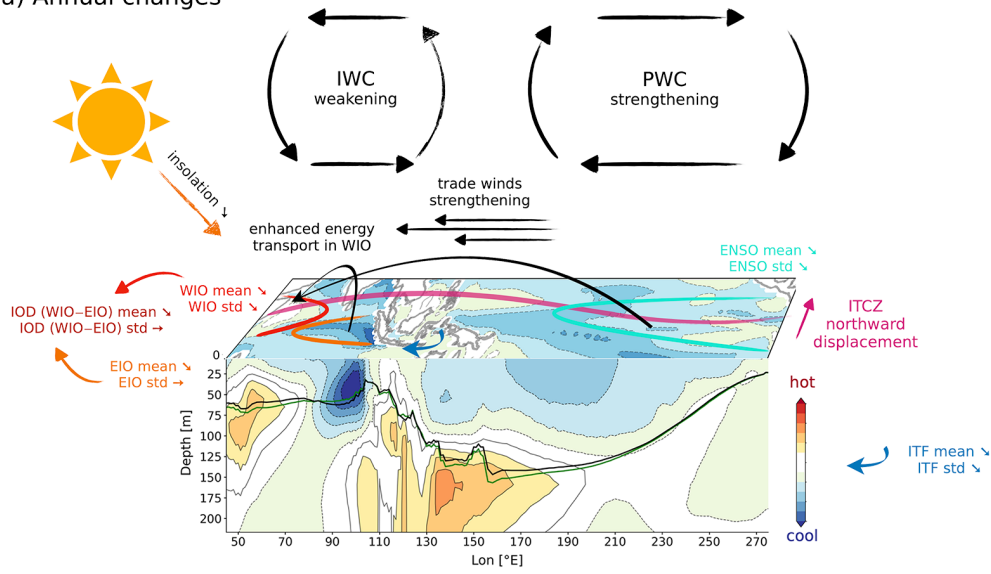 a) Annual changes
IWC
weakening
PWC
strengthening
insolation ↓
trade winds
strengthening
enhanced energy
transport in WIO
ENSO mean ↘
ENSO std ↘
WIO mean ↘
WIO std ↘
IOD (WIO−EIO) mean ↘
IOD (WIO−EIO) std →
EIO mean ↘
EIO std →
ITCZ
northward
displacement
hot
cool
ITF mean ↘
ITF std ↘
0
25
50
75
100
125
150
175
200
Depth [m]
50 70 90 110 130 150 170 190 210 230 250 270
Lon [°E]